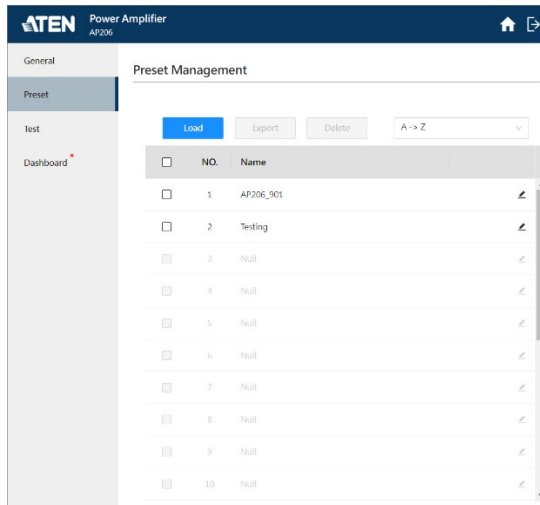 ATEN Power Amplifier
AP206
General
Preset
Test
Dashboard
Preset Management
Load Export Delete A -> Z
NO. Name
1 AP206_901
2 Testing
3 Null
4 Null
5 Null
6 Null
7 Null
8 Null
9 Null
10 Null